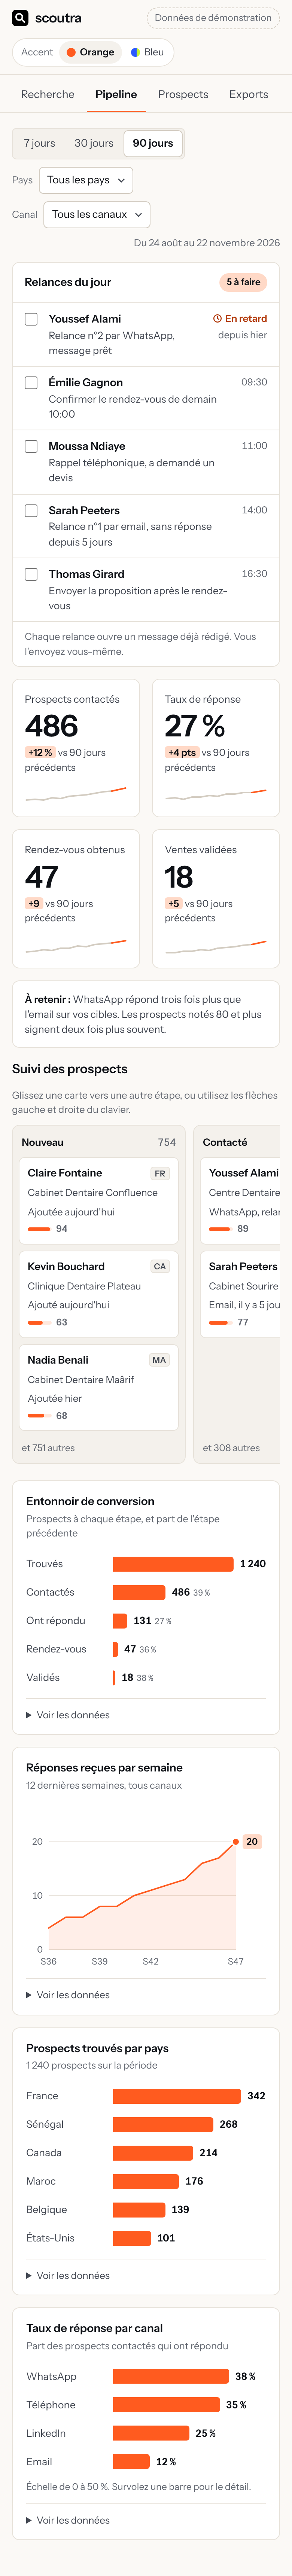 scoutra
Données de démonstration
Accent Orange Bleu
Recherche Pipeline Prospects Exports
7 jours 30 jours 90 jours
Pays Tous les pays
Canal Tous les canaux
Du 24 août au 22 novembre 2026
Relances du jour 5 à faire
Youssef Alami En retard
Relance n°2 par WhatsApp, depuis hier
message prêt
Émilie Gagnon 09:30
Confirmer le rendez-vous de demain
10:00
Moussa Ndiaye 11:00
Rappel téléphonique, a demandé un
devis
Sarah Peeters 14:00
Relance n°1 par email, sans réponse
depuis 5 jours
Thomas Girard 16:30
Envoyer la proposition après le rendez-
vous
Chaque relance ouvre un message déjà rédigé. Vous
l'envoyez vous-même.
Prospects contactés
486
+12 % vs 90 jours
précédents
Taux de réponse
27 %
+4 pts vs 90 jours
précédents
Rendez-vous obtenus
47
+9 vs 90 jours
précédents
Ventes validées
18
+5 vs 90 jours
précédents
À retenir : WhatsApp répond trois fois plus que
l'email sur vos cibles. Les prospects notés 80 et plus
signent deux fois plus souvent.
Suivi des prospects
Glissez une carte vers une autre étape, ou utilisez les flèches
gauche et droite du clavier.
Nouveau 754
Claire Fontaine FR
Cabinet Dentaire Confluence
Ajoutée aujourd'hui
94
Kevin Bouchard CA
Clinique Dentaire Plateau
Ajouté aujourd'hui
63
Nadia Benali MA
Cabinet Dentaire Maârif
Ajoutée hier
68
et 751 autres
Contacté
Youssef Alami
Centre Dentaire
WhatsApp, relan
89
Sarah Peeters
Cabinet Sourire
Email, il y a 5 jou
77
et 308 autres
Entonnoir de conversion
Prospects à chaque étape, et part de l'étape
précédente
Trouvés 1 240
Contactés 486 39 %
Ont répondu 131 27 %
Rendez-vous 47 36 %
Validés 18 38 %
Voir les données
Réponses reçues par semaine
12 dernières semaines, tous canaux
20 20
10
0
S36 S39 S42 S47
Voir les données
Prospects trouvés par pays
1 240 prospects sur la période
France 342
Sénégal 268
Canada 214
Maroc 176
Belgique 139
États-Unis 101
Voir les données
Taux de réponse par canal
Part des prospects contactés qui ont répondu
WhatsApp 38 %
Téléphone 35 %
LinkedIn 25 %
Email 12 %
Échelle de 0 à 50 %. Survolez une barre pour le détail.
Voir les données